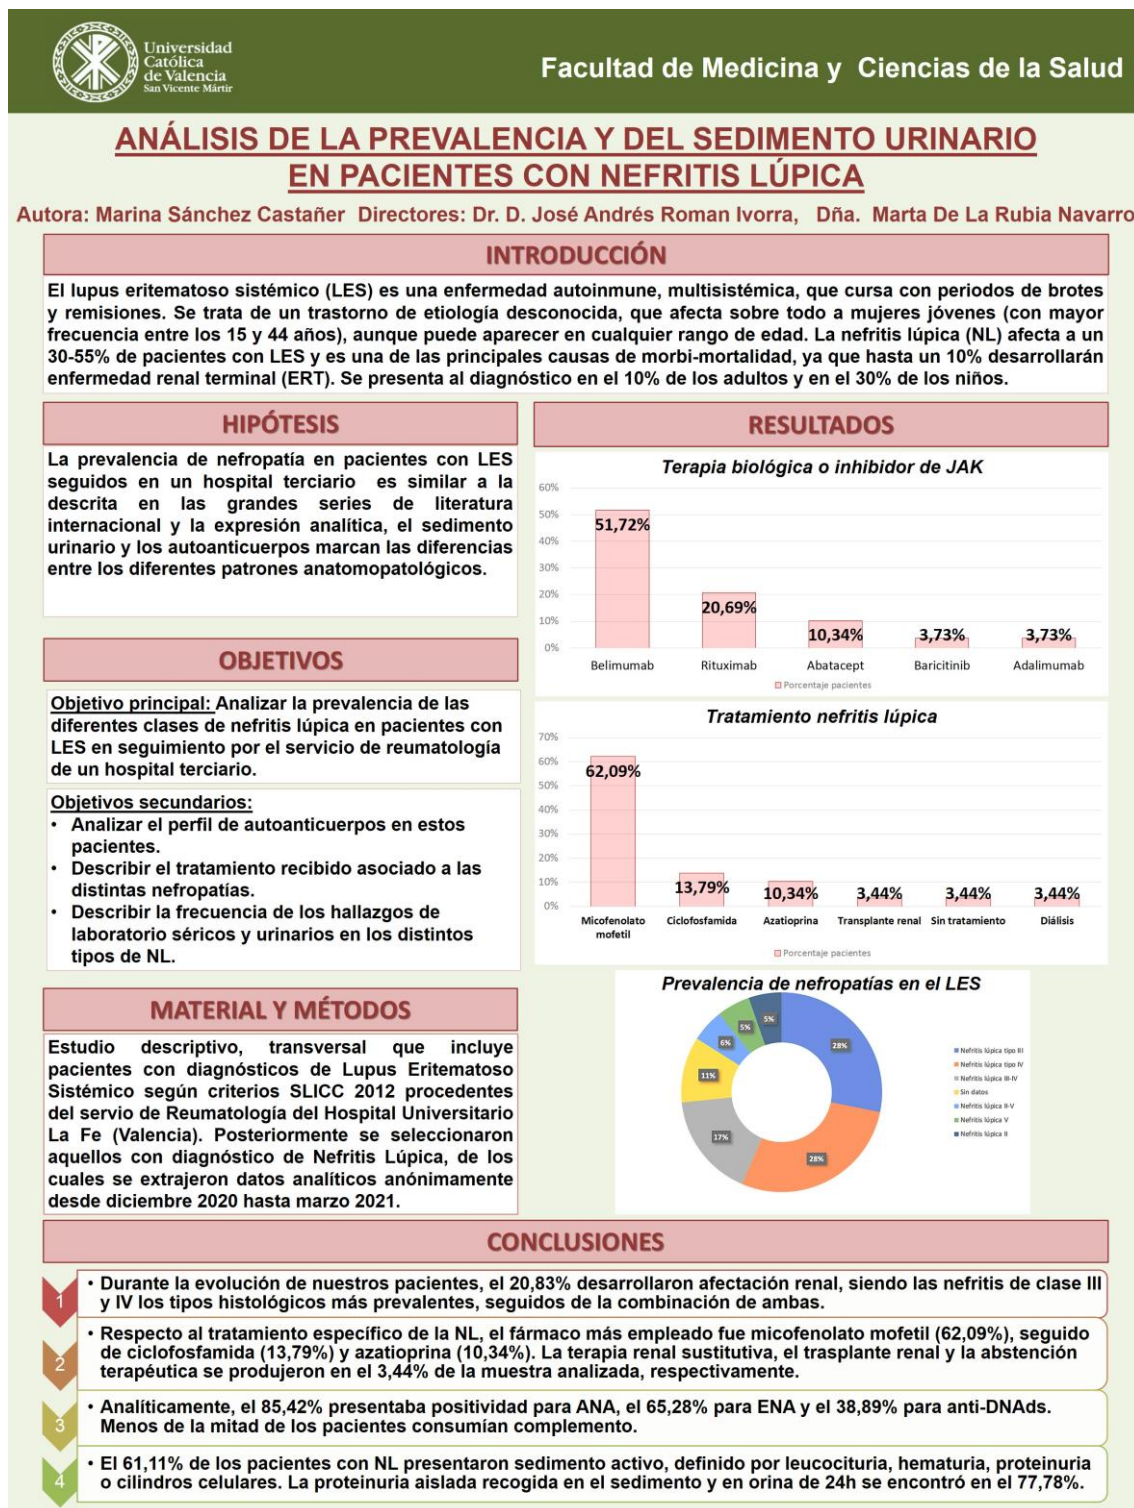 Universidad
Católica
de Valencia
San Vicente Mártir
Facultad de Medicina y Ciencias de la Salud
ANÁLISIS DE LA PREVALENCIA Y DEL SEDIMENTO URINARIO
EN PACIENTES CON NEFRITIS LÚPICA
Autora: Marina Sánchez Castañer Directores: Dr. D. José Andrés Roman Ivorra, Dña. Marta De La Rubia Navarro
INTRODUCCIÓN
El lupus eritematoso sistémico (LES) es una enfermedad autoinmune, multisistémica, que cursa con periodos de brotes
y remisiones. Se trata de un trastorno de etiología desconocida, que afecta sobre todo a mujeres jóvenes (con mayor
frecuencia entre los 15 y 44 años), aunque puede aparecer en cualquier rango de edad. La nefritis lúpica (NL) afecta a un
30-55% de pacientes con LES y es una de las principales causas de morbi-mortalidad, ya que hasta un 10% desarrollarán
enfermedad renal terminal (ERT). Se presenta al diagnóstico en el 10% de los adultos y en el 30% de los niños.
HIPÓTESIS
La prevalencia de nefropatía en pacientes con LES
seguidos en un hospital terciario es similar a la
descrita en las grandes series de literatura
internacional y la expresión analítica, el sedimento
urinario y los autoanticuerpos marcan las diferencias
entre los diferentes patrones anatomopatológicos.
OBJETIVOS
Objetivo principal: Analizar la prevalencia de las
diferentes clases de nefritis lúpica en pacientes con
LES en seguimiento por el servicio de reumatología
de un hospital terciario.
Objetivos secundarios:
• Analizar el perfil de autoanticuerpos en estos
pacientes.
• Describir el tratamiento recibido asociado a las
distintas nefropatías.
• Describir la frecuencia de los hallazgos de
laboratorio séricos y urinarios en los distintos
tipos de NL.
MATERIAL Y MÉTODOS
Estudio descriptivo, transversal que incluye
pacientes con diagnósticos de Lupus Eritematoso
Sistémico según criterios SLICC 2012 procedentes
del servio de Reumatología del Hospital Universitario
La Fe (Valencia). Posteriormente se seleccionaron
aquellos con diagnóstico de Nefritis Lúpica, de los
cuales se extrajeron datos analíticos anónimamente
desde diciembre 2020 hasta marzo 2021.
RESULTADOS
Terapia biológica o inhibidor de JAK
60%
50%
40%
30%
20%
10%
0%
51,72%
20,69%
10,34%
3,73%
3,73%
Belimumab Rituximab Abatacept Baricitinib Adalimumab
Porcentaje pacientes
Tratamiento nefritis lúpica
70%
60%
50%
40%
30%
20%
10%
0%
62,09%
13,79%
10,34%
3,44%
3,44%
3,44%
Micofenolato Ciclofosfamida Azatioprina Transplante renal Sin tratamiento Diálisis
mofetil
Porcentaje pacientes
Prevalencia de nefropatías en el LES
28%
28%
17%
11%
6%
5%
5%
Nefritis lúpica tipo III
Nefritis lúpica tipo IV
Nefritis lúpica III-IV
Sin datos
Nefritis lúpica II-V
Nefritis lúpica V
Nefritis lúpica II
CONCLUSIONES
1
• Durante la evolución de nuestros pacientes, el 20,83% desarrollaron afectación renal, siendo las nefritis de clase III
y IV los tipos histológicos más prevalentes, seguidos de la combinación de ambas.
2
• Respecto al tratamiento específico de la NL, el fármaco más empleado fue micofenolato mofetil (62,09%), seguido
de ciclofosfamida (13,79%) y azatioprina (10,34%). La terapia renal sustitutiva, el trasplante renal y la abstención
terapéutica se produjeron en el 3,44% de la muestra analizada, respectivamente.
3
• Analíticamente, el 85,42% presentaba positividad para ANA, el 65,28% para ENA y el 38,89% para anti-DNAds.
Menos de la mitad de los pacientes consumían complemento.
4
• El 61,11% de los pacientes con NL presentaron sedimento activo, definido por leucocituria, hematuria, proteinuria
o cilindros celulares. La proteinuria aislada recogida en el sedimento y en orina de 24h se encontró en el 77,78%.